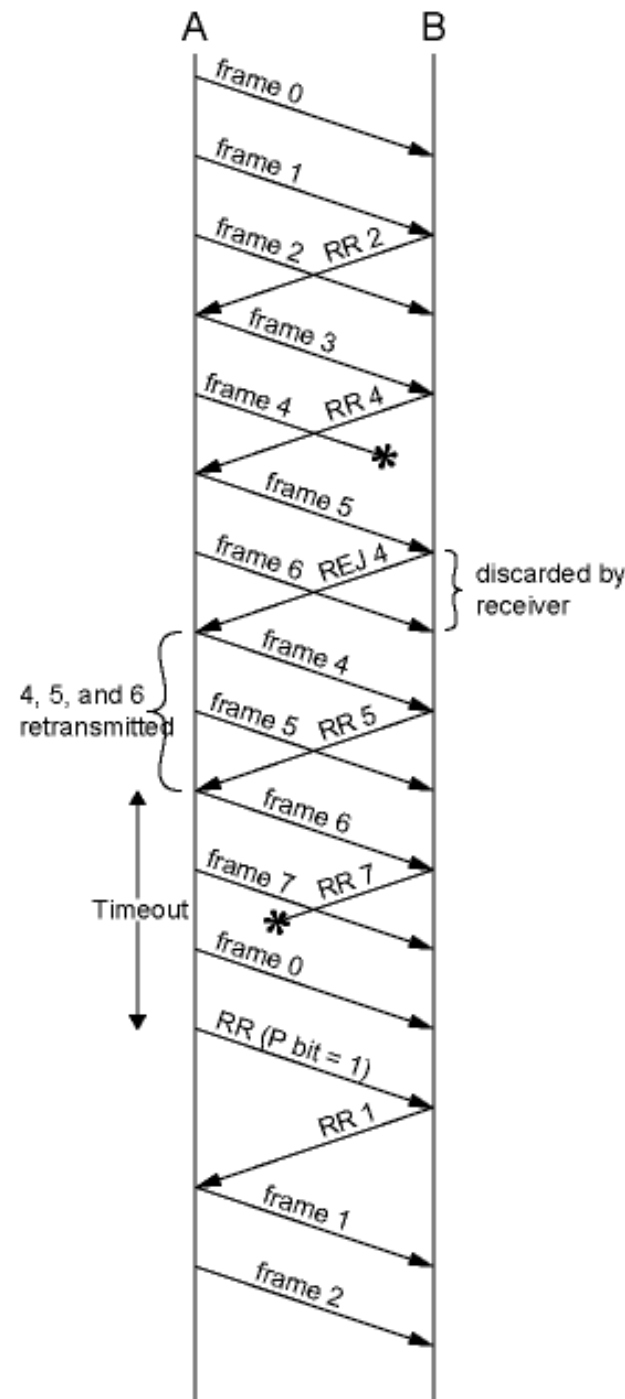 A B
frame 0
frame 1
frame 2
RR 2
frame 3
frame 4
RR 4
frame 5
frame 6
REJ 4
discarded by
receiver
frame 4
4, 5, and 6
retransmitted
frame 5
RR 5
frame 6
frame 7
RR 7
Timeout
frame 0
RR (P bit = 1)
RR 1
frame 1
frame 2